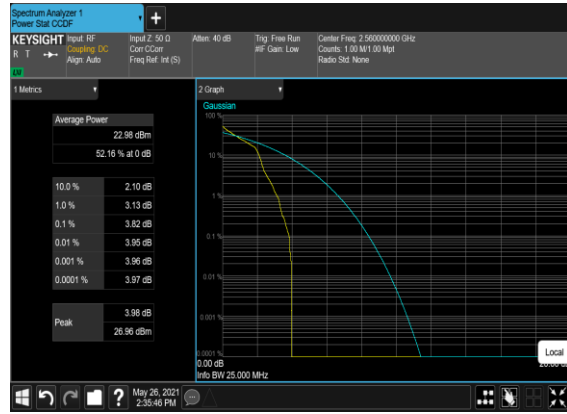 Spectrum Analyzer 1
Power Stat CCDF
+
KEYSIGHT
R T
LW
Input: RF
Coupling: DC
Align: Auto
Input Z: 50 Ω
Corr CCorr
Freq Ref: Int (S)
Atten: 40 dB
Trig: Free Run
#IF Gain: Low
Center Freq: 2.560000000 GHz
Counts: 1.00 M/1.00 Mpt
Radio Std: None
1 Metrics
Average Power
22.98 dBm
52.16 % at 0 dB
10.0 % 2.10 dB
1.0 % 3.13 dB
0.1 % 3.82 dB
0.01 % 3.95 dB
0.001 % 3.96 dB
0.0001 % 3.97 dB
Peak
3.98 dB
26.96 dBm
2 Graph
Gaussian
100 %
10 %
1 %
0.1 %
0.01 %
0.001 %
0.0001 %
0.00 dB
Info BW 25.000 MHz
Local
?
May 26, 2021
2:35:46 PM